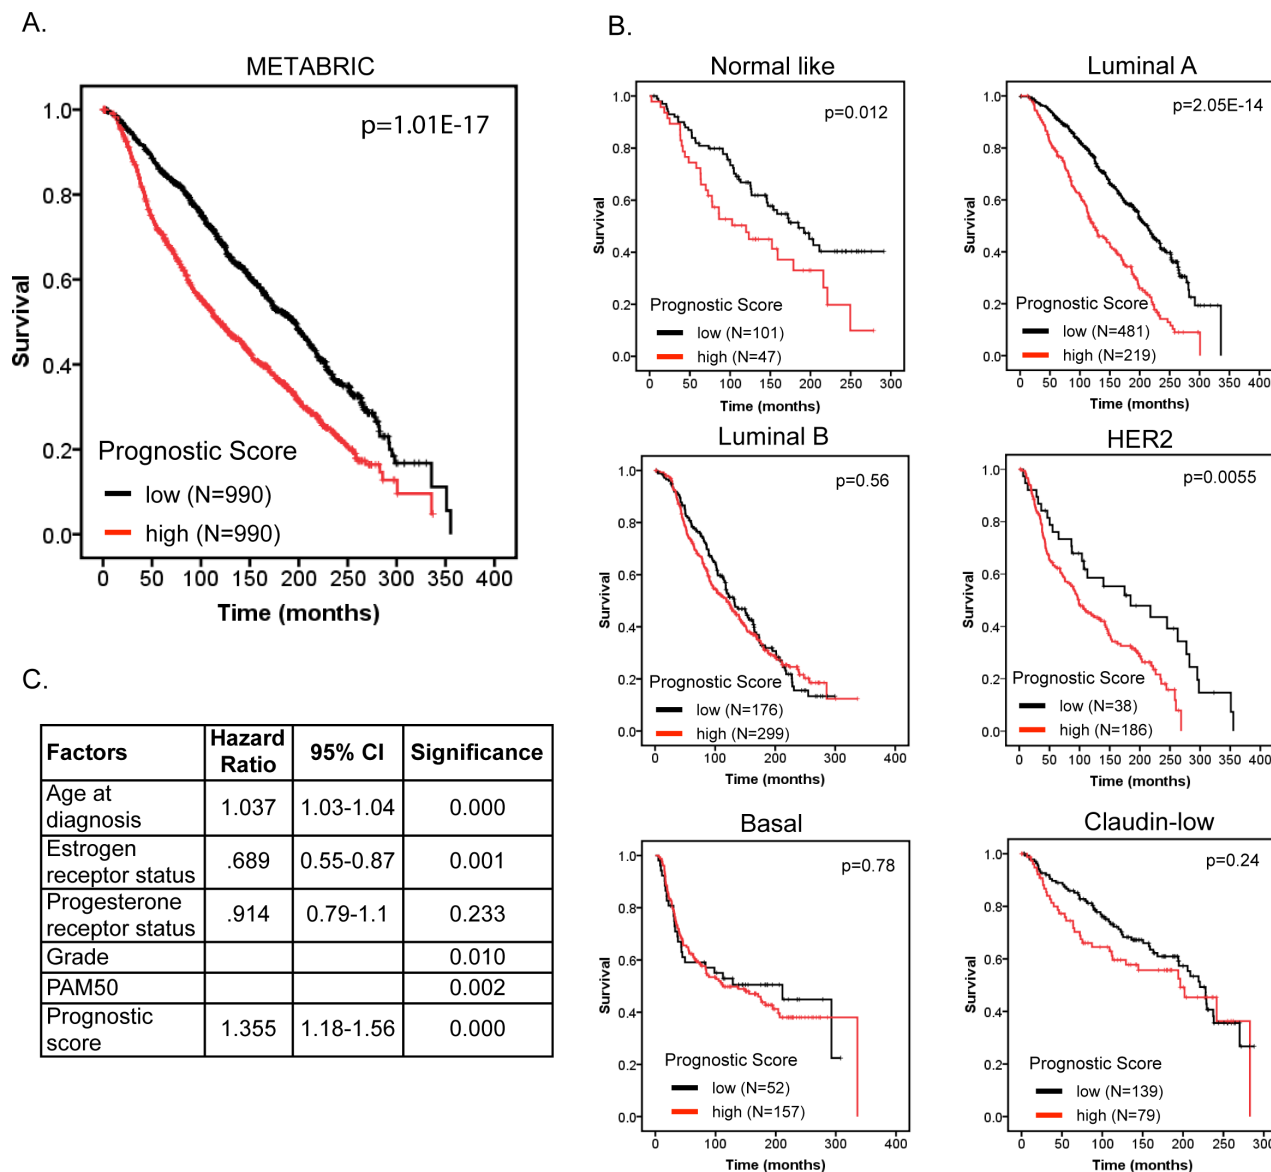 A.
METABRIC
p=1.01E-17
1.0
0.8
0.6
0.4
0.2
0.0
Survival
Prognostic Score
low (N=990)
high (N=990)
0 50 100 150 200 250 300 350 400
Time (months)
B.
Normal like
p=0.012
1.0
0.8
0.6
0.4
0.2
0.0
Survival
Prognostic Score
low (N=101)
high (N=47)
0 50 100 150 200 250 300
Time (months)
Luminal A
p=2.05E-14
1.0
0.8
0.6
0.4
0.2
0.0
Survival
Prognostic Score
low (N=481)
high (N=219)
0 50 100 150 200 250 300 350 400
Time (months)
Luminal B
p=0.56
1.0
0.8
0.6
0.4
0.2
0.0
Survival
Prognostic Score
low (N=176)
high (N=299)
0 100 200 300 400
Time (months)
HER2
p=0.0055
1.0
0.8
0.6
0.4
0.2
0.0
Survival
Prognostic Score
low (N=38)
high (N=186)
0 50 100 150 200 250 300 350 400
Time (months)
Basal
p=0.78
1.0
0.8
0.6
0.4
0.2
0.0
Survival
Prognostic Score
low (N=52)
high (N=157)
0 100 200 300 400
Time (months)
Claudin-low
p=0.24
1.0
0.8
0.6
0.4
0.2
0.0
Survival
Prognostic Score
low (N=139)
high (N=79)
0 50 100 150 200 250 300
Time (months)
C.
Factors Hazard Ratio 95% CI Significance
Age at
diagnosis 1.037 1.03-1.04 0.000
Estrogen
receptor status .689 0.55-0.87 0.001
Progesterone
receptor status .914 0.79-1.1 0.233
Grade 0.010
PAM50 0.002
Prognostic
score 1.355 1.18-1.56 0.000